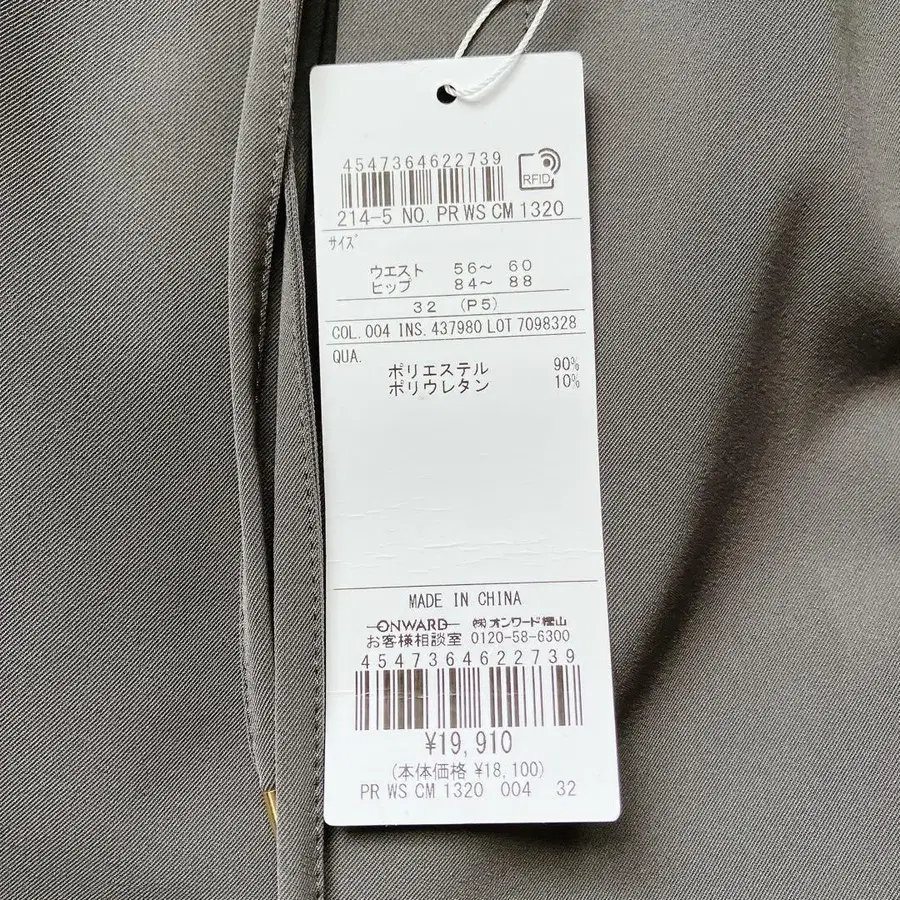 4547364622739
RFID
214-5 NO. PR WS CM 1320
サイズ
ウエスト 56～ 60
ヒップ 84～ 88
32 (P5)
COL. 004 INS. 437980 LOT 7098328
QUA.
ポリエステル 90%
ポリウレタン 10%
MADE IN CHINA
ONWARD ㈱オンワード樫山
お客様相談室 0120-58-6300
4547364622739
¥19,910
(本体価格 ¥18,100)
PR WS CM 1320 004 32